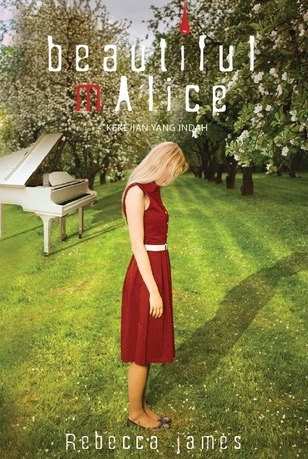 beautiful
mAlice
KEKEJIAN YANG INDAH
Rebecca James